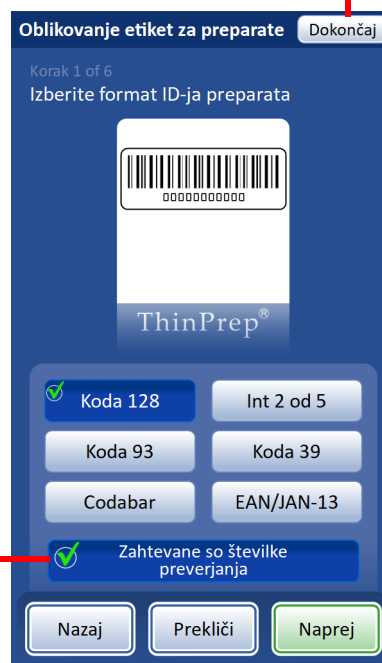 Oblikovanje etiket za preparate
Dokončaj
Korak 1 of 6
Izberite format ID-ja preparata
00000000000
ThinPrep®
Koda 128
Int 2 od 5
Koda 93
Koda 39
Codabar
EAN/JAN-13
Zahtevane so številke
preverjanja
Nazaj
Prekliči
Naprej